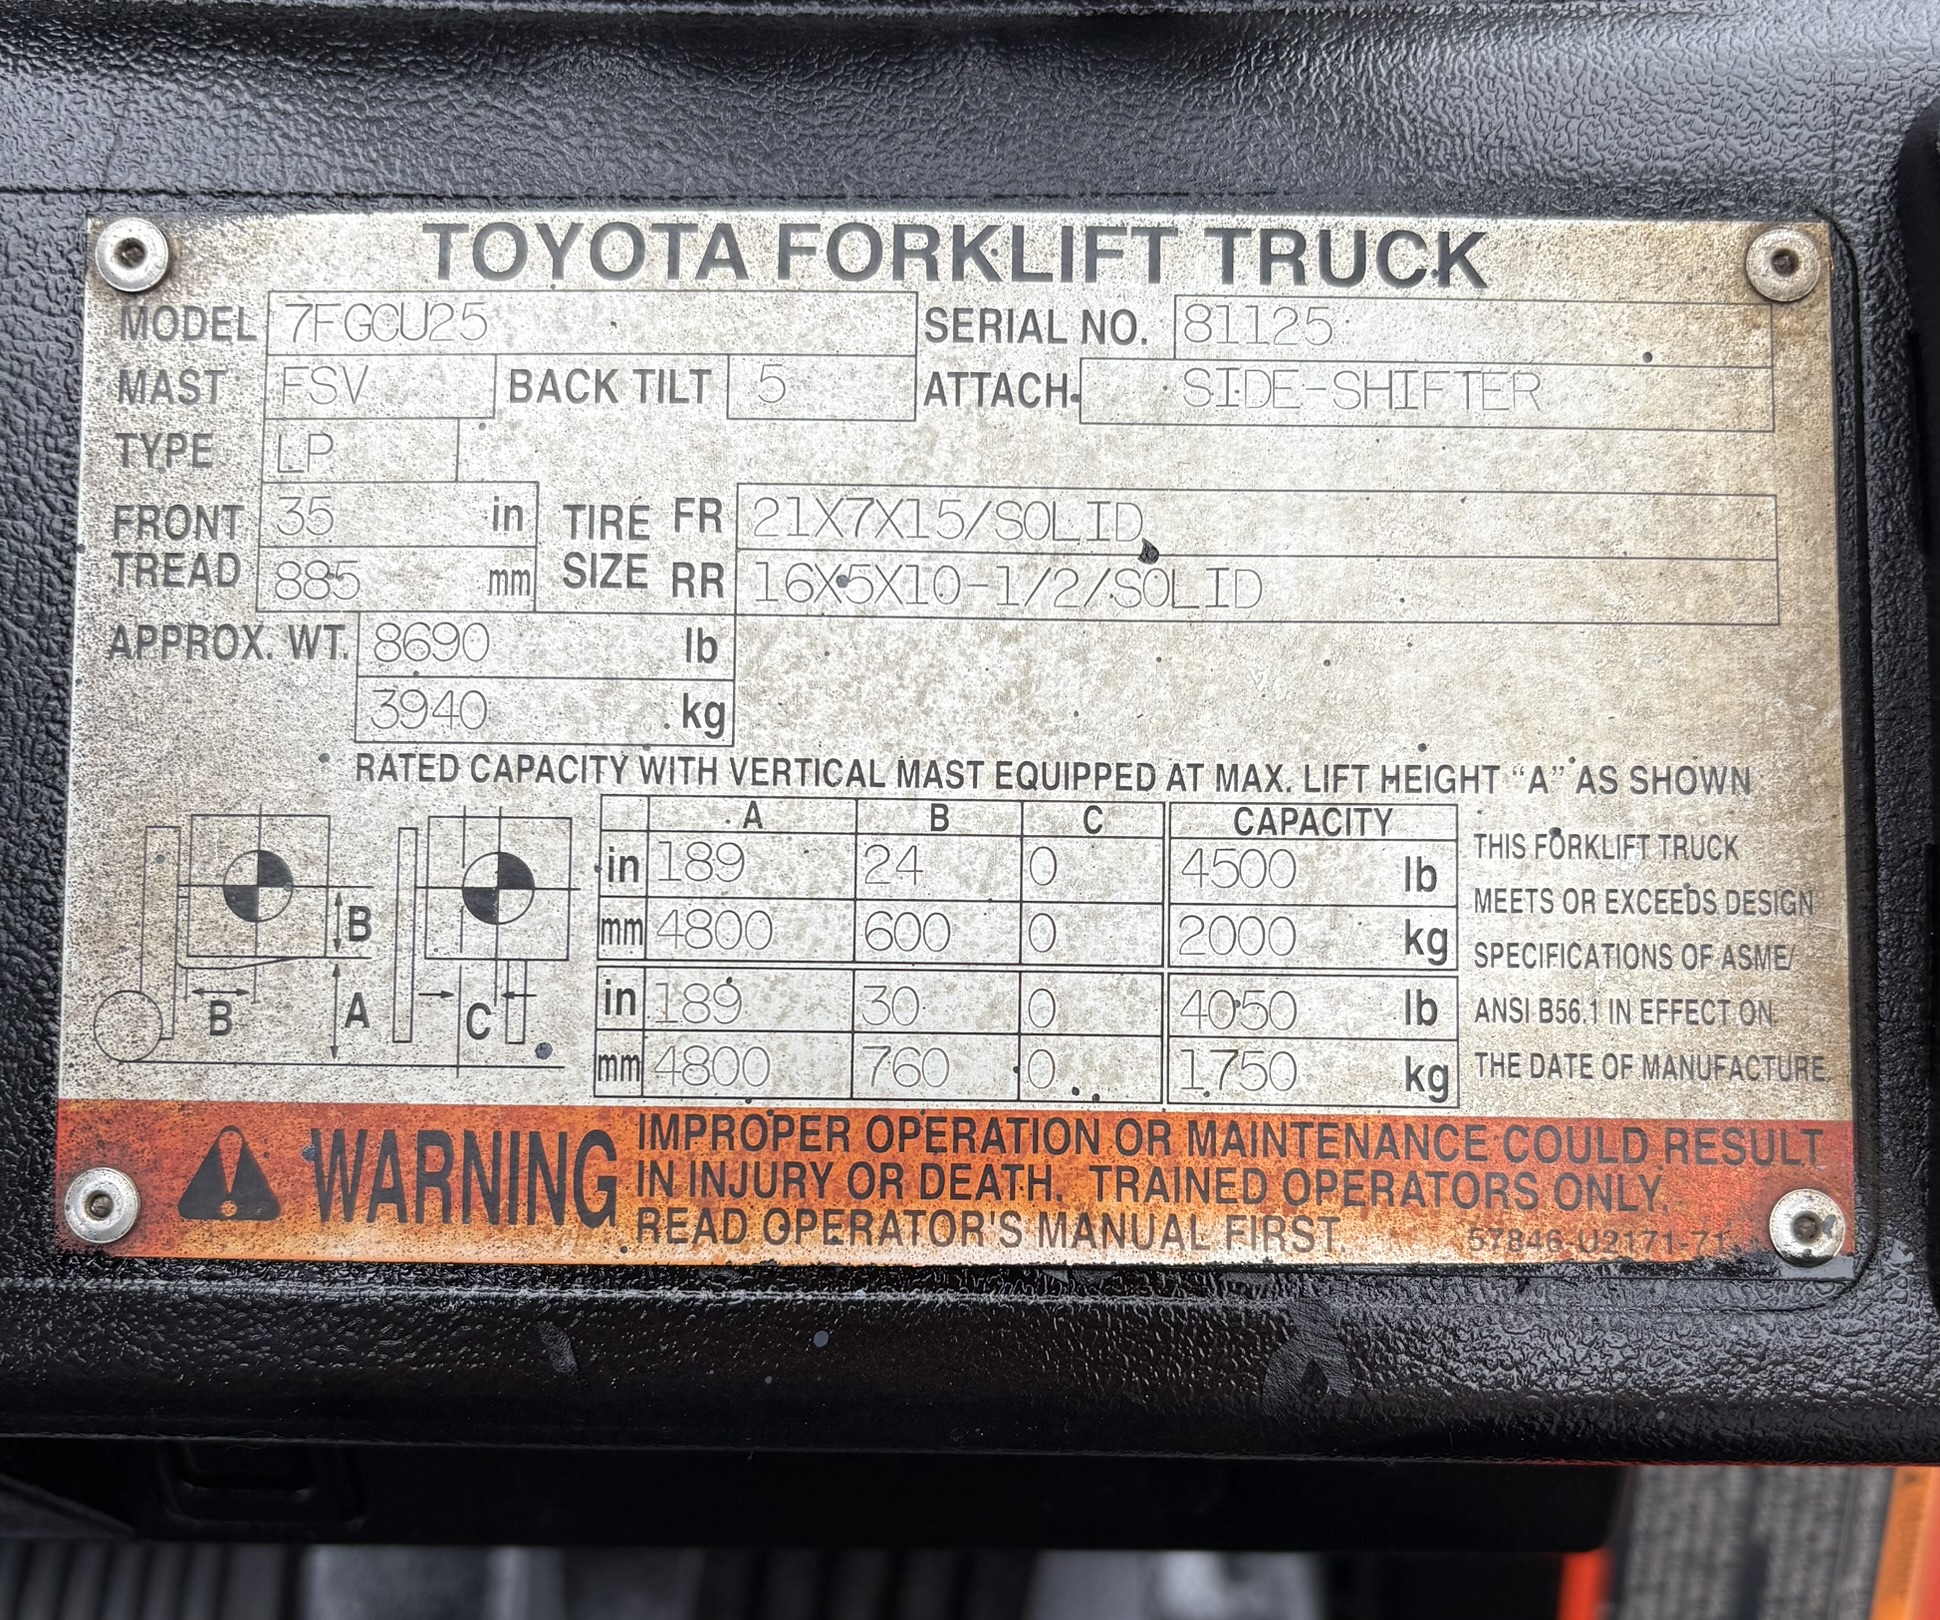 TOYOTA FORKLIFT TRUCK
MODEL 7FGCU25 SERIAL NO. 81125
MAST FSV BACK TILT 5 ATTACH. SIDE-SHIFTER
TYPE LP
FRONT TREAD 35 in TIRE SIZE FR 21X7X15/SOLID
885 mm RR 16X5X10-1/2/SOLID
APPROX. WT. 8690 lb
3940 kg
RATED CAPACITY WITH VERTICAL MAST EQUIPPED AT MAX. LIFT HEIGHT “A” AS SHOWN
A B C CAPACITY
in 189 24 0 4500 lb
mm 4800 600 0 2000 kg
in 189 30 0 4050 lb
mm 4800 760 0 1750 kg
B
B A C
THIS FORKLIFT TRUCK
MEETS OR EXCEEDS DESIGN
SPECIFICATIONS OF ASME/
ANSI B56.1 IN EFFECT ON
THE DATE OF MANUFACTURE.
WARNING
IMPROPER OPERATION OR MAINTENANCE COULD RESULT
IN INJURY OR DEATH. TRAINED OPERATORS ONLY.
READ OPERATOR'S MANUAL FIRST.
57846-U2171-71